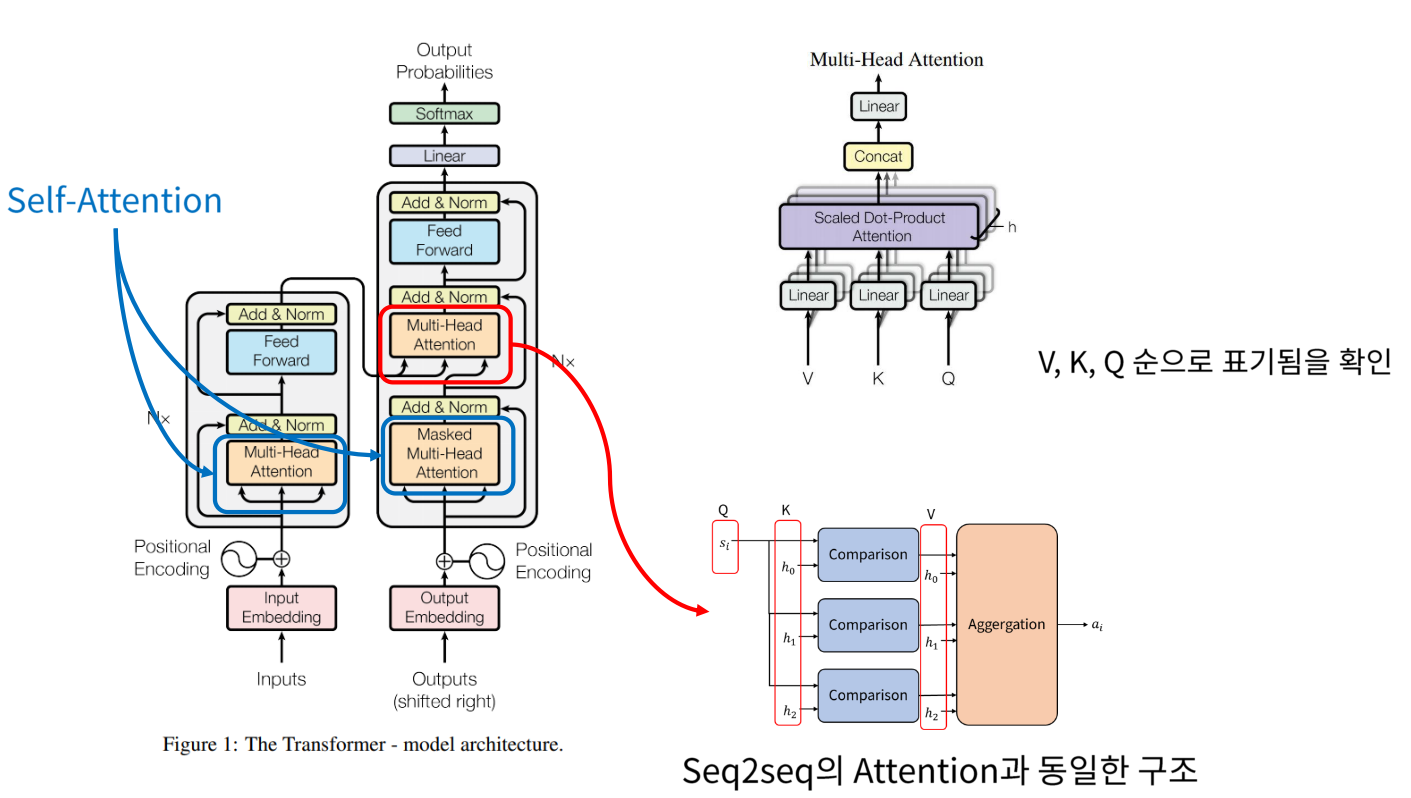 Output
Probabilities
Softmax
Linear
Add & Norm
Feed
Forward
Add & Norm
Multi-Head
Attention
Add & Norm
Masked
Multi-Head
Attention
Nx
Positional
Encoding
Output
Embedding
Outputs
(shifted right)
Self-Attention
Add & Norm
Feed
Forward
Add & Norm
Multi-Head
Attention
Nx
Positional
Encoding
Input
Embedding
Inputs
Figure 1: The Transformer - model architecture.
Multi-Head Attention
Linear
Concat
Scaled Dot-Product
Attention
h
Linear
Linear
Linear
V
K
Q
V, K, Q 순으로 표기됨을 확인
Q
K
V
s_i
h_0
Comparison
h_0
h_1
Comparison
h_1
h_2
Comparison
h_2
Aggergation
a_i
Seq2seq의 Attention과 동일한 구조